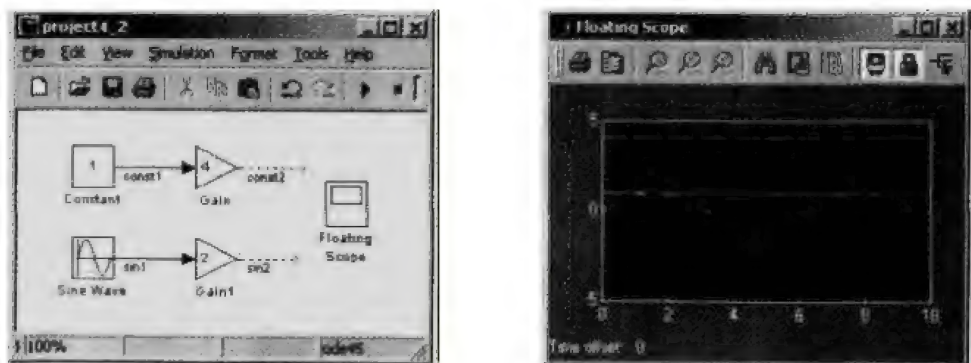 project4_2
File Edit View Simulation Format Tools Help
1
const1
4
const2
Constant
Gain
Floating
Scope
sin1
2
sin2
Sine Wave
Gain1
100%
ode45
Floating Scope
5
0
-5
0 2 4 6 8 10
Time offset: 0